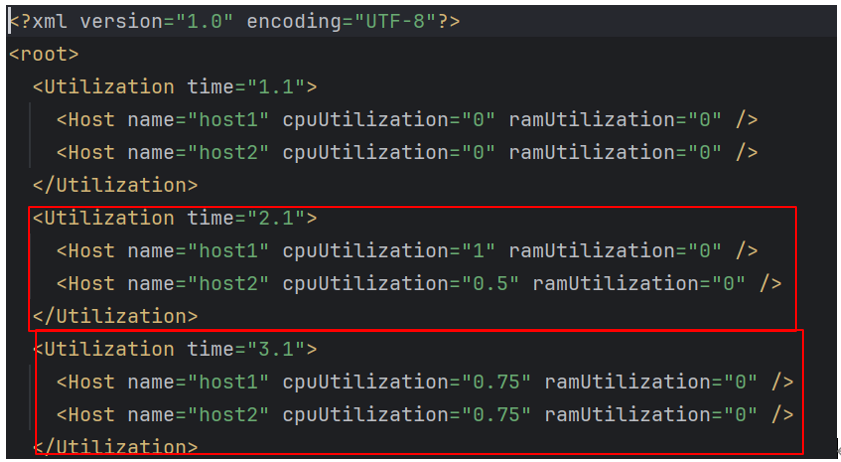 <?xml version="1.0" encoding="UTF-8"?>
<root>
<Utilization time="1.1">
<Host name="host1" cpuUtilization="0" ramUtilization="0" />
<Host name="host2" cpuUtilization="0" ramUtilization="0" />
</Utilization>
<Utilization time="2.1">
<Host name="host1" cpuUtilization="1" ramUtilization="0" />
<Host name="host2" cpuUtilization="0.5" ramUtilization="0" />
</Utilization>
<Utilization time="3.1">
<Host name="host1" cpuUtilization="0.75" ramUtilization="0" />
<Host name="host2" cpuUtilization="0.75" ramUtilization="0" />
</Utilization>